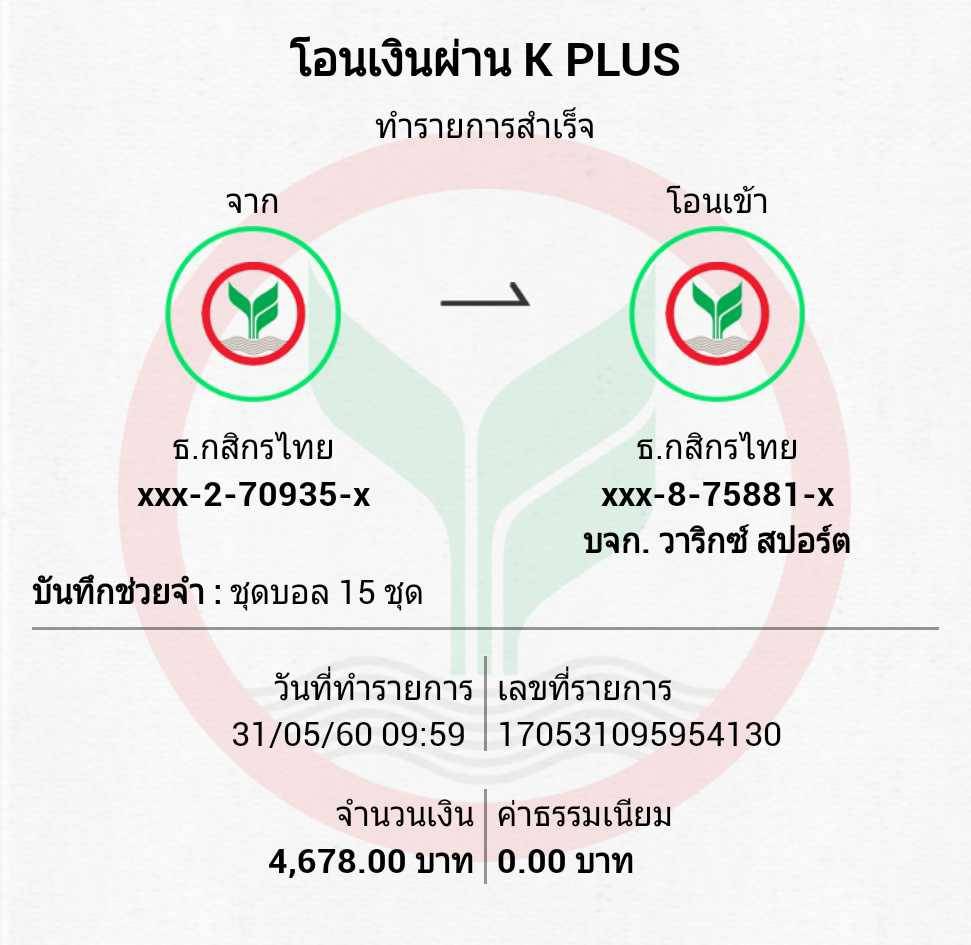 โอนเงินผ่าน K PLUS
ทำรายการสำเร็จ
จาก
โอนเข้า
ธ.กสิกรไทย
xxx-2-70935-x
ธ.กสิกรไทย
xxx-8-75881-x
บจก. วาริกซ์ สปอร์ต
บันทึกช่วยจำ : ชุดบอล 15 ชุด
วันที่ทำรายการ
31/05/60 09:59
เลขที่รายการ
170531095954130
จำนวนเงิน
4,678.00 บาท
ค่าธรรมเนียม
0.00 บาท